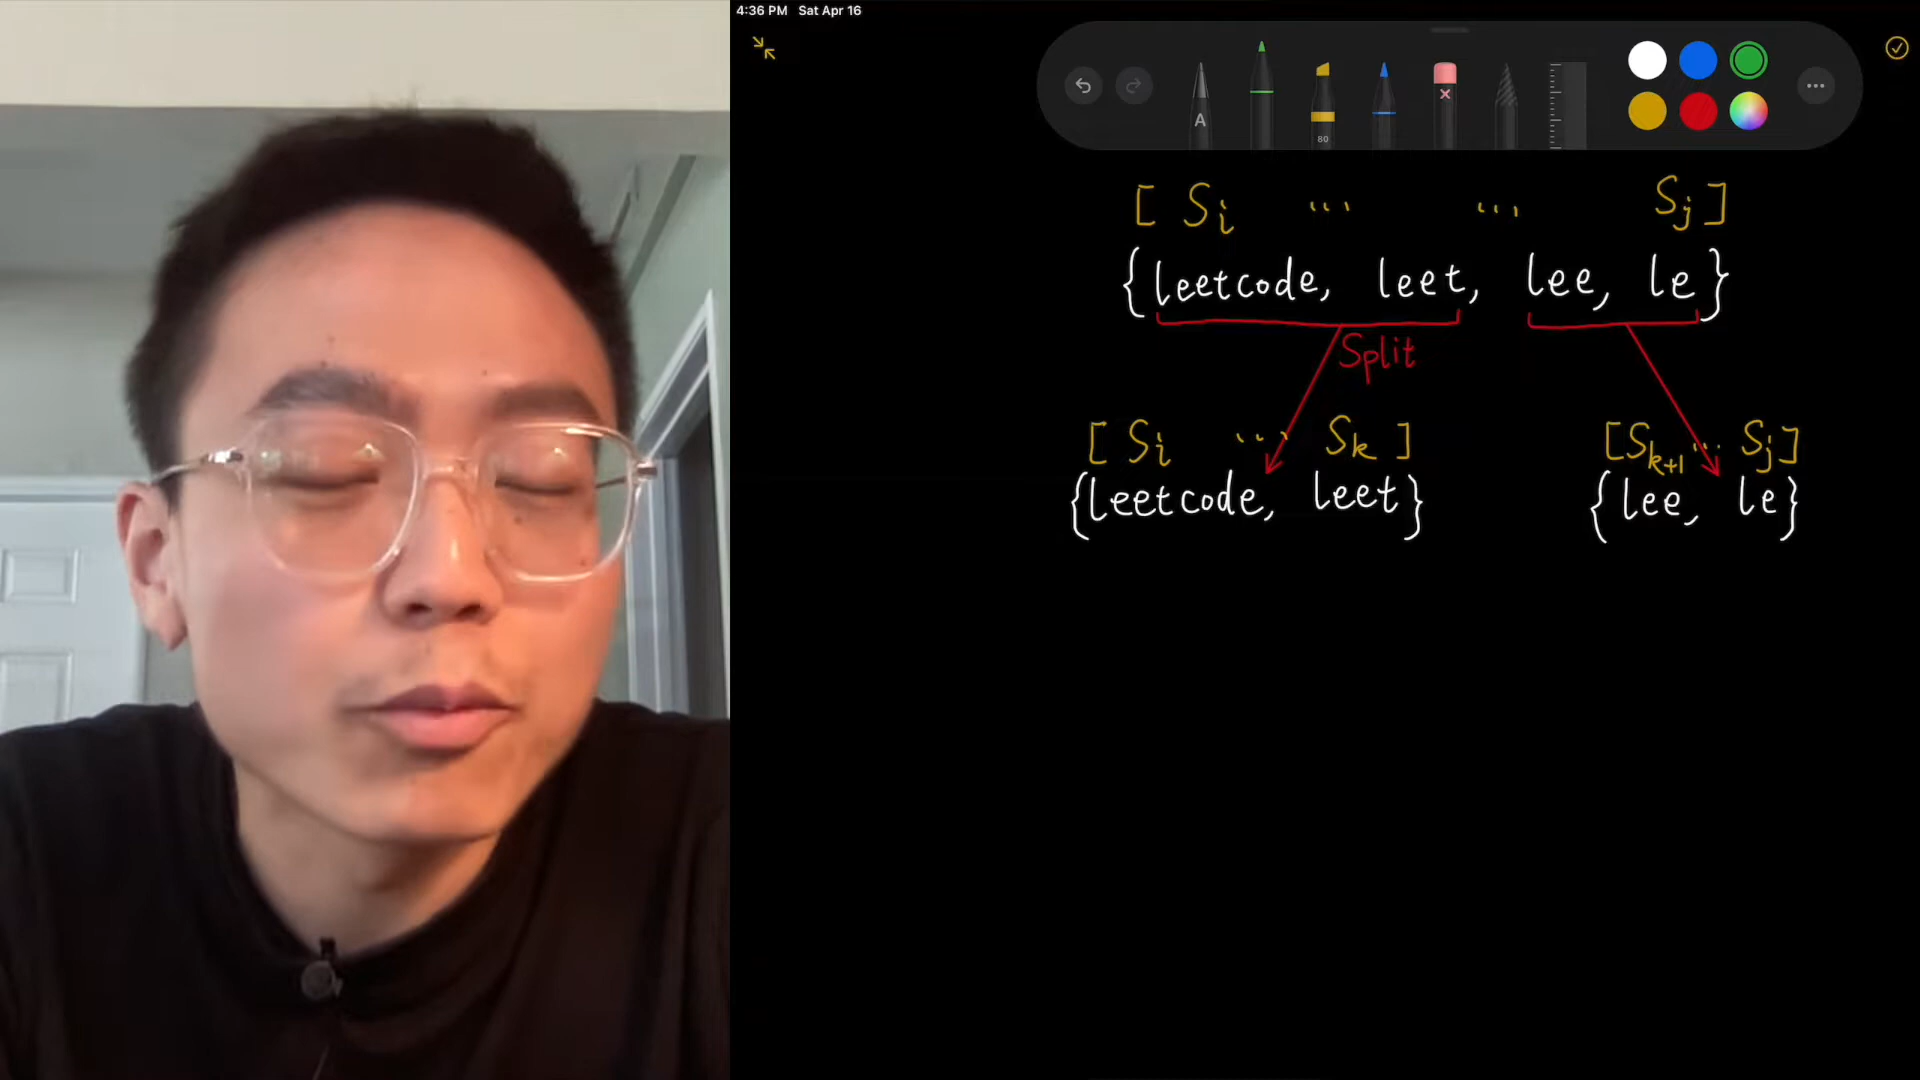 4:36 PM Sat Apr 16
A
80
[ Si ... ... Sj ]
{leetcode, leet, lee, le}
Split
[ Si ... Sk ]
[Sk+1 ... Sj]
{leetcode, leet}
{lee, le}